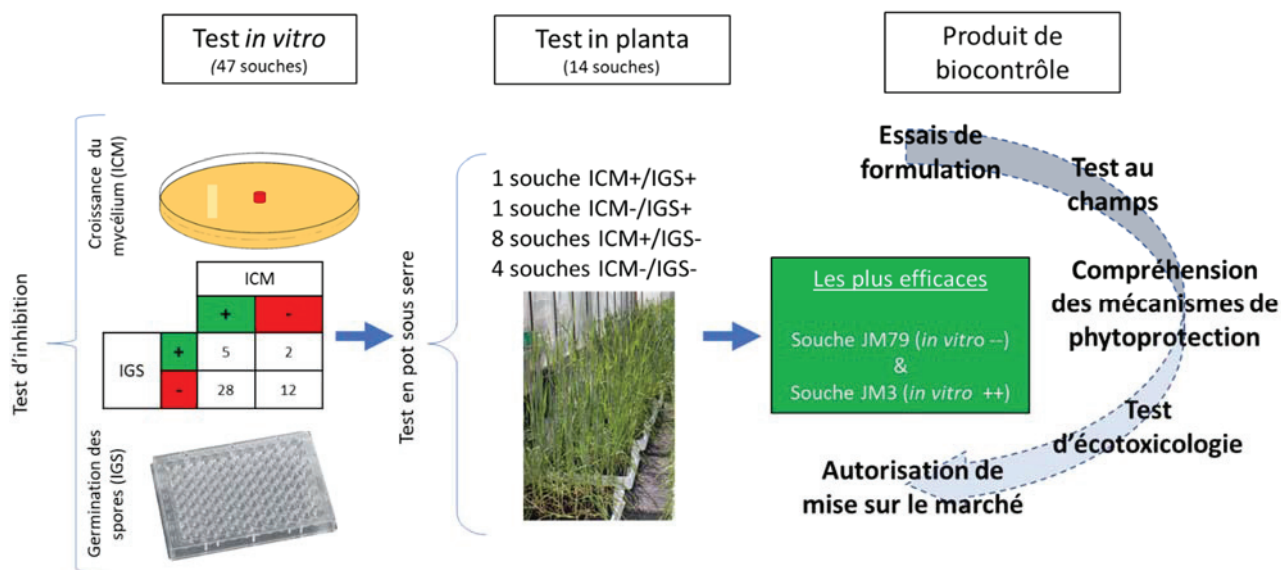 Test in vitro
(47 souches)
Test in planta
(14 souches)
Produit de
biocontrôle
Test d'inhibition
Croissance du
mycélium (ICM)
ICM
+
-
IGS
+
5
2
-
28
12
Germination des
spores (IGS)
Test en pot sous serre
1 souche ICM+/IGS+
1 souche ICM-/IGS+
8 souches ICM+/IGS-
4 souches ICM-/IGS-
Les plus efficaces
Souche JM79 (in vitro --)
&
Souche JM3 (in vitro ++)
Essais de
formulation
Test au
champs
Compréhension
des mécanismes de
phytoprotection
Test
d'écotoxicologie
Autorisation de
mise sur le marché